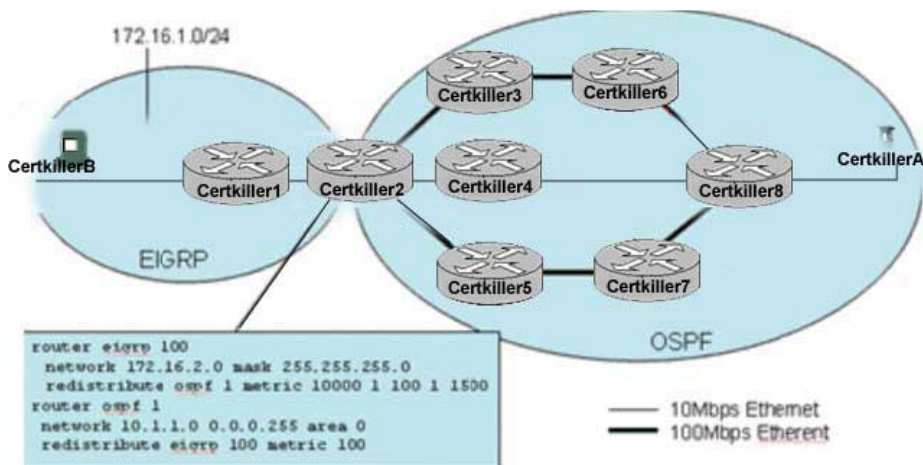 172.16.1.0/24
Certkiller3
Certkiller6
CertkillerB
CertkillerA
Certkiller1
Certkiller2
Certkiller4
Certkiller8
EIGRP
Certkiller5
Certkiller7
OSPF
router eigrp 100
network 172.16.2.0 mask 255.255.255.0
redistribute ospf 1 metric 10000 1 100 1 1500
router ospf 1
network 10.1.1.0 0.0.0.255 area 0
redistribute eigrp 100 metric 100
10Mbps Ethernet
100Mbps Etherent